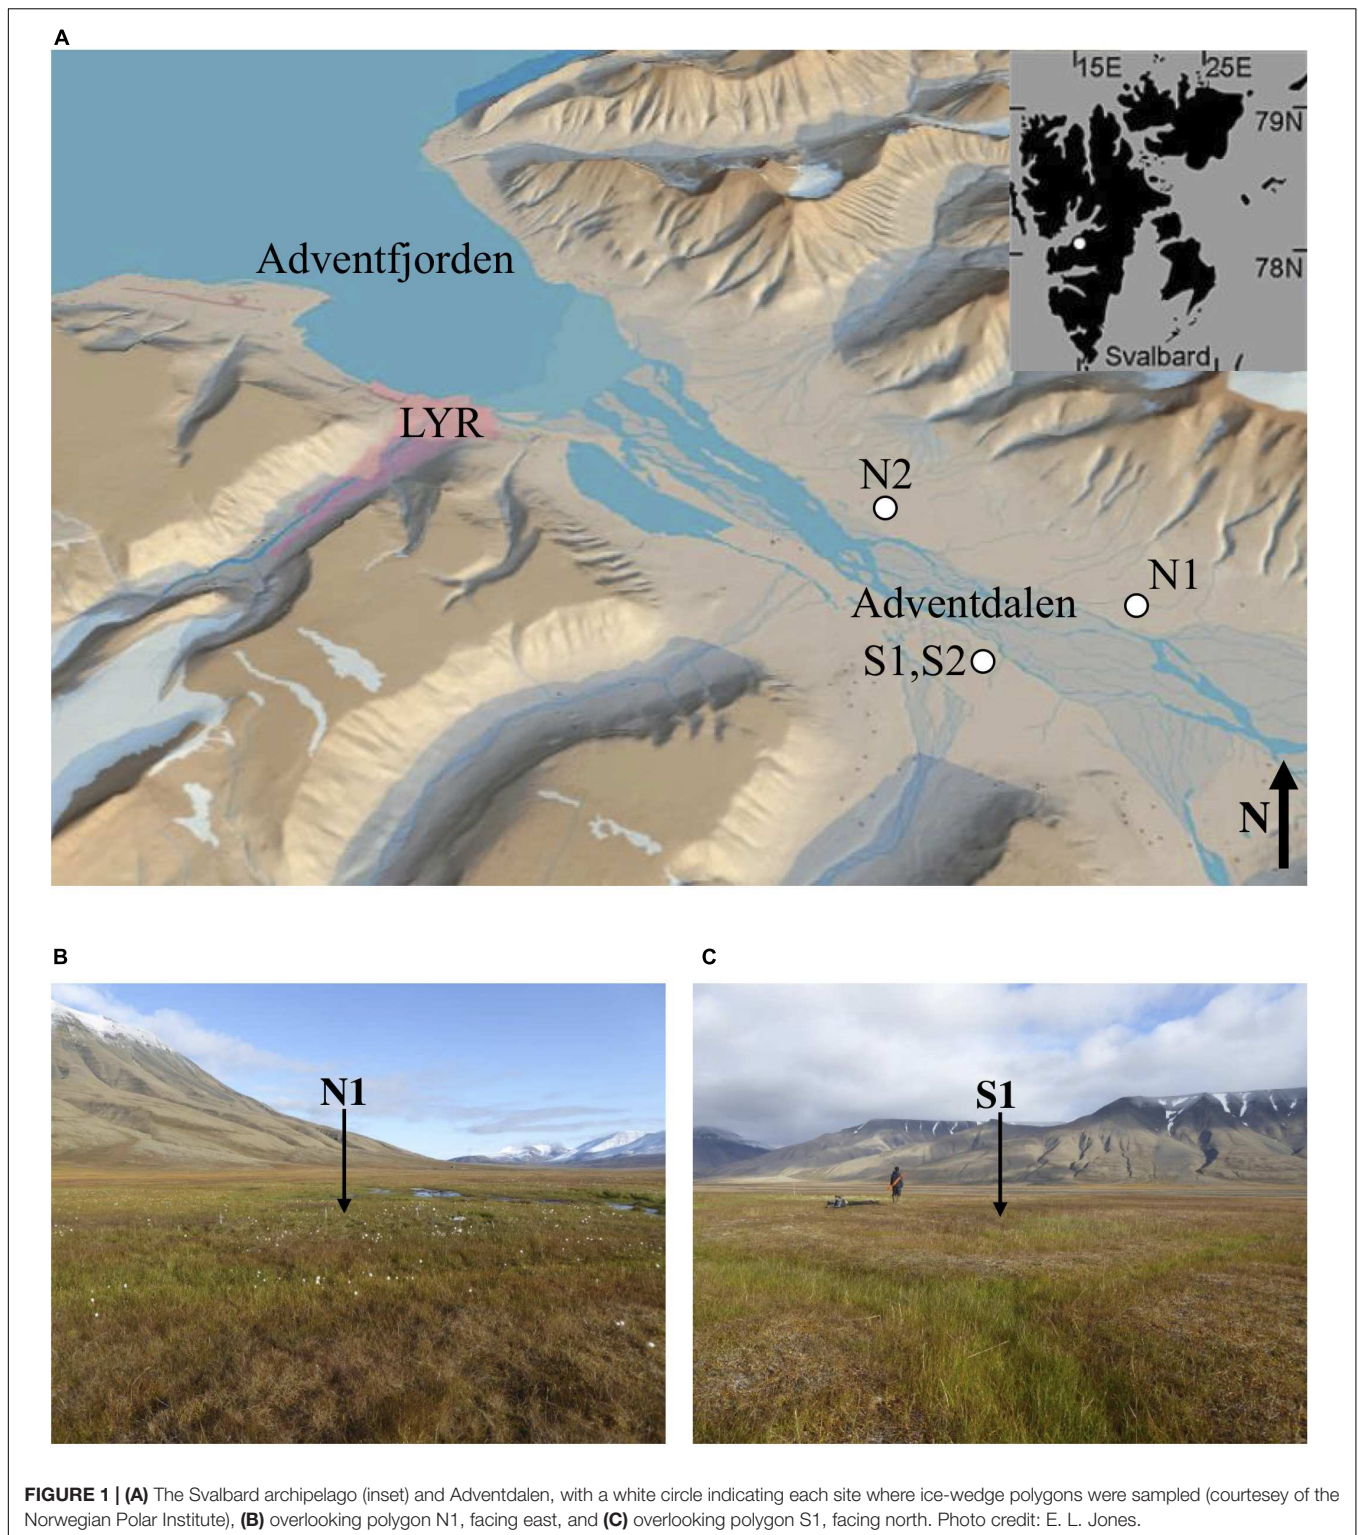 A
15E
25E
79N
78N
Svalbard
Adventfjorden
LYR
N2
N1
Adventdalen
S1,S2
N
B
C
N1
S1
FIGURE 1 | (A) The Svalbard archipelago (inset) and Adventdalen, with a white circle indicating each site where ice-wedge polygons were sampled (courtesey of the
Norwegian Polar Institute), (B) overlooking polygon N1, facing east, and (C) overlooking polygon S1, facing north. Photo credit: E. L. Jones.